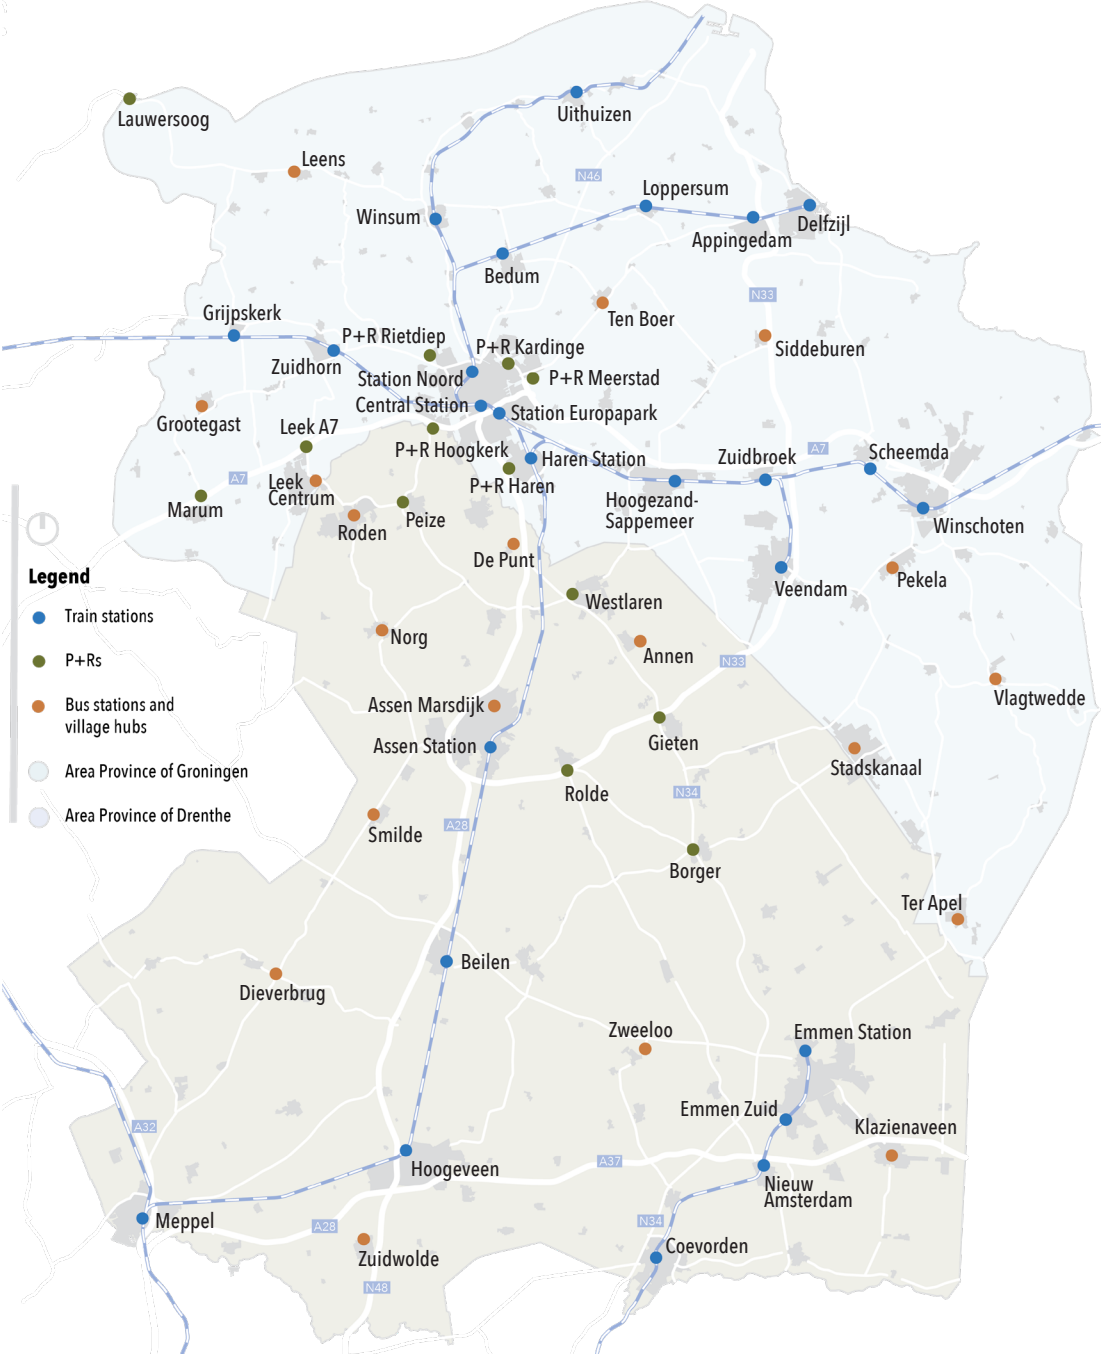 Uithuizen
Lauwersoog
Leens
N46
Loppersum
Winsum
Appingedam
Delfzijl
Bedum
N33
Grijpskerk
Ten Boer
P+R Rietdiep
P+R Kardinge
Siddeburen
Zuidhorn
Station Noord
P+R Meerstad
Central Station
Station Europapark
Grootegast
Leek A7
P+R Hoogkerk
Haren Station
Zuidbroek
A7
Scheemda
A7
Leek
Centrum
P+R Haren
Hoogezand-
Sappemeer
Marum
Roden
Peize
Winschoten
De Punt
Legend
Train stations
P+Rs
Bus stations and
village hubs
Area Province of Groningen
Area Province of Drenthe
Veendam
Pekela
Westlaren
Norg
Annen
N33
Vlagtwedde
Assen Marsdijk
Assen Station
Gieten
Stadskanaal
Rolde
N34
Smilde
A28
Borger
Ter Apel
Beilen
Dieverbrug
Zweeloo
Emmen Station
Emmen Zuid
A32
Klazienaveen
Hoogeveen
A37
Nieuw
Amsterdam
Meppel
A28
N34
Coevorden
Zuidwolde
N48